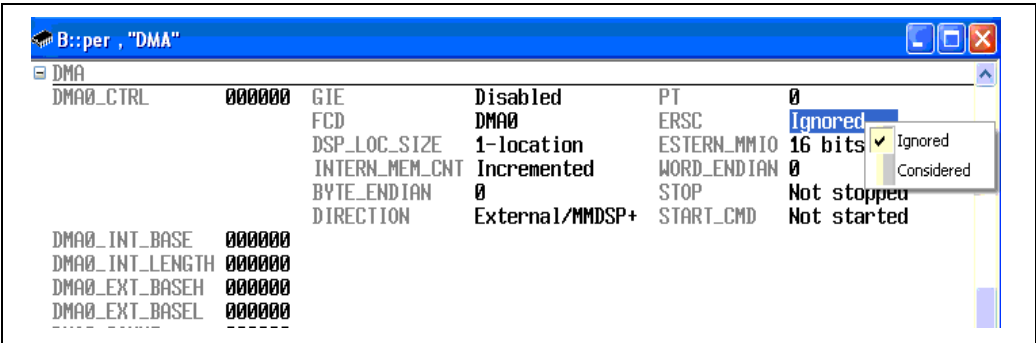 B::per , "DMA"
DMA
DMA0_CTRL 000000 GIE Disabled PT 0
FCD DMA0 ERSC Ignored
DSP_LOC_SIZE 1-location ESTERN_MMIO 16 bits
INTERN_MEM_CNT Incremented WORD_ENDIAN 0
BYTE_ENDIAN 0 STOP Not stopped
DIRECTION External/MMDSP+ START_CMD Not started
Ignored
Considered
DMA0_INT_BASE 000000
DMA0_INT_LENGTH 000000
DMA0_EXT_BASEH 000000
DMA0_EXT_BASEL 000000